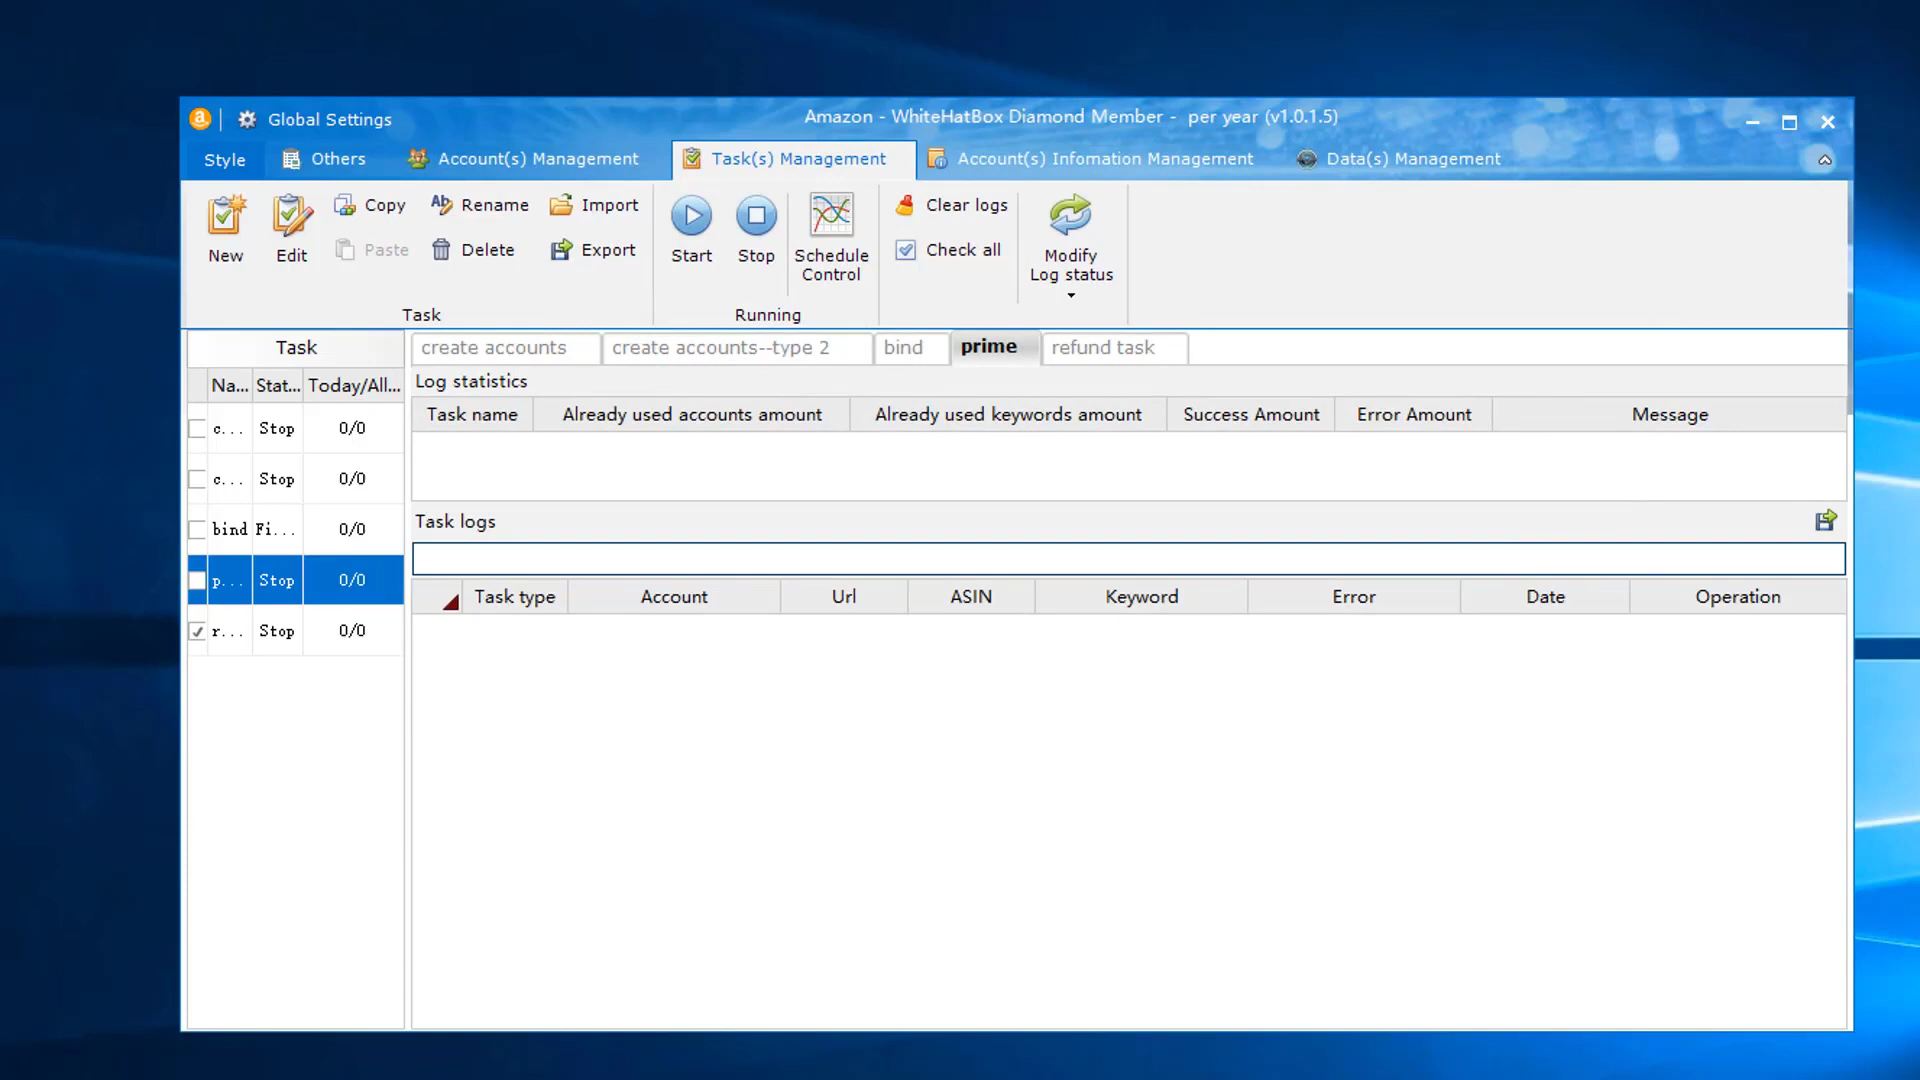 Global Settings
Amazon - WhiteHatBox Diamond Member - per year (v1.0.1.5)
Style Others Account(s) Management Task(s) Management Account(s) Infomation Management Data(s) Management
Copy Rename Import
New Edit Paste Delete Export
Start Stop Schedule Control
Clear logs
Check all
Modify Log status
Task Running
Task
create accounts create accounts--type 2 bind prime refund task
Na... Stat... Today/All...
c... Stop 0/0
c... Stop 0/0
bind Fi... 0/0
p... Stop 0/0
r... Stop 0/0
Log statistics
Task name Already used accounts amount Already used keywords amount Success Amount Error Amount Message
Task logs
Task type Account Url ASIN Keyword Error Date Operation